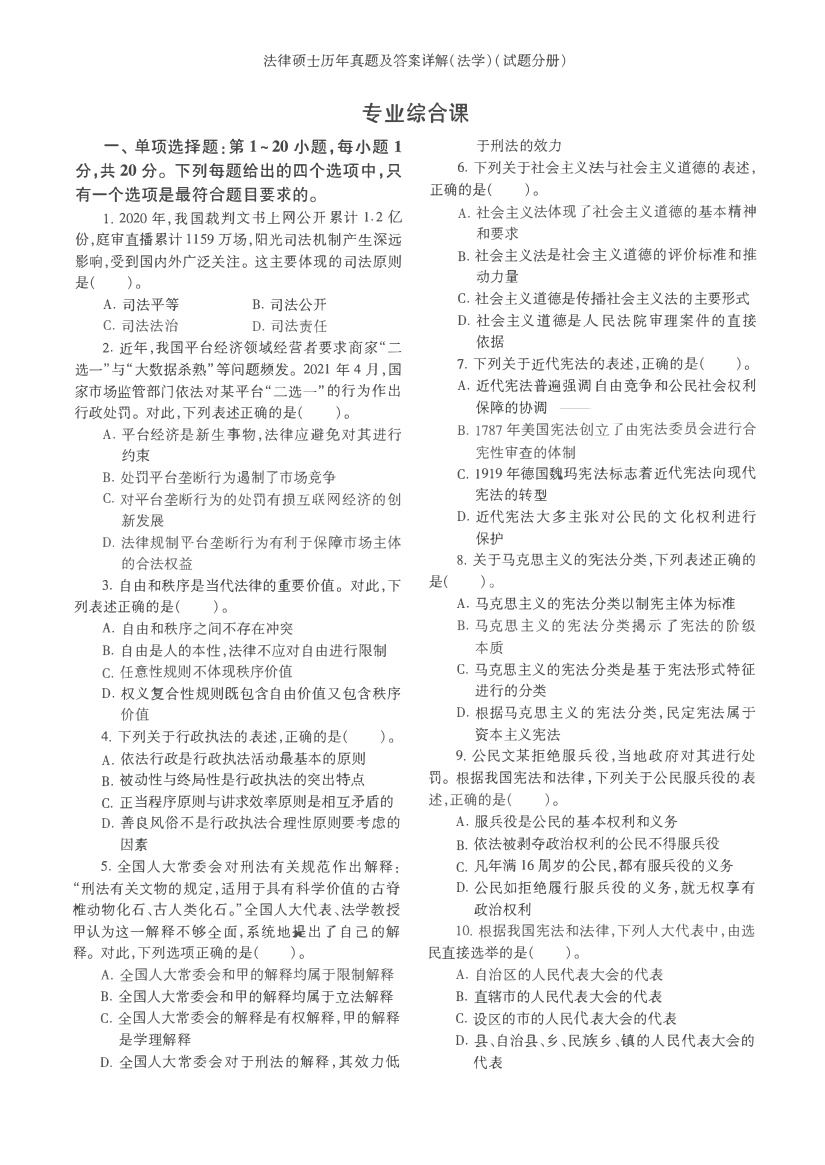 法律硕士历年真题及答案详解(法学)(试题分册)
专业综合课
一、单项选择题:第1~20小题,每小题1
分,共20分。下列每题给出的四个选项中,只
有一个选项是最符合题目要求的。
1. 2020年,我国裁判文书上网公开累计1.2亿
份,庭审直播累计1159万场,阳光司法机制产生深远
影响,受到国内外广泛关注。这主要体现的司法原则
是(  )。
A. 司法平等 B. 司法公开
C. 司法法治 D. 司法责任
2. 近年,我国平台经济领域经营者要求商家“二
选一”与“大数据杀熟”等问题频发。2021年4月,国
家市场监管部门依法对某平台“二选一”的行为作出
行政处罚。对此,下列表述正确的是(  )。
A. 平台经济是新生事物,法律应避免对其进行
约束
B. 处罚平台垄断行为遏制了市场竞争
C. 对平台垄断行为的处罚有损互联网经济的创
新发展
D. 法律规制平台垄断行为有利于保障市场主体
的合法权益
3. 自由和秩序是当代法律的重要价值。对此,下
列表述正确的是(  )。
A. 自由和秩序之间不存在冲突
B. 自由是人的本性,法律不应对自由进行限制
C. 任意性规则不体现秩序价值
D. 权义复合性规则既包含自由价值又包含秩序
价值
4. 下列关于行政执法的表述,正确的是(  )。
A. 依法行政是行政执法活动最基本的原则
B. 被动性与终局性是行政执法的突出特点
C. 正当程序原则与讲求效率原则是相互矛盾的
D. 善良风俗不是行政执法合理性原则要考虑的
因素
5. 全国人大常委会对刑法有关规范作出解释:
“刑法有关文物的规定,适用于具有科学价值的古脊
椎动物化石、古人类化石。”全国人大代表、法学教授
甲认为这一解释不够全面,系统地提出了自己的解
释。对此,下列选项正确的是(  )。
A. 全国人大常委会和甲的解释均属于限制解释
B. 全国人大常委会和甲的解释均属于立法解释
C. 全国人大常委会的解释是有权解释,甲的解释
是学理解释
D. 全国人大常委会对于刑法的解释,其效力低
于刑法的效力
6. 下列关于社会主义法与社会主义道德的表述,
正确的是(  )。
A. 社会主义法体现了社会主义道德的基本精神
和要求
B. 社会主义法是社会主义道德的评价标准和推
动力量
C. 社会主义道德是传播社会主义法的主要形式
D. 社会主义道德是人民法院审理案件的直接
依据
7. 下列关于近代宪法的表述,正确的是(  )。
A. 近代宪法普遍强调自由竞争和公民社会权利
保障的协调
B. 1787年美国宪法创立了由宪法委员会进行合
宪性审查的体制
C. 1919年德国魏玛宪法标志着近代宪法向现代
宪法的转型
D. 近代宪法大多主张对公民的文化权利进行
保护
8. 关于马克思主义的宪法分类,下列表述正确的
是(  )。
A. 马克思主义的宪法分类以制宪主体为标准
B. 马克思主义的宪法分类揭示了宪法的阶级
本质
C. 马克思主义的宪法分类是基于宪法形式特征
进行的分类
D. 根据马克思主义的宪法分类,民定宪法属于
资本主义宪法
9. 公民文某拒绝服兵役,当地政府对其进行处
罚。根据我国宪法和法律,下列关于公民服兵役的表
述,正确的是(  )。
A. 服兵役是公民的基本权利和义务
B. 依法被剥夺政治权利的公民不得服兵役
C. 凡年满16周岁的公民,都有服兵役的义务
D. 公民如拒绝履行服兵役的义务,就无权享有
政治权利
10. 根据我国宪法和法律,下列人大代表中,由选
民直接选举的是(  )。
A. 自治区的人民代表大会的代表
B. 直辖市的人民代表大会的代表
C. 设区的市的人民代表大会的代表
D. 县、自治县、乡、民族乡、镇的人民代表大会的
代表